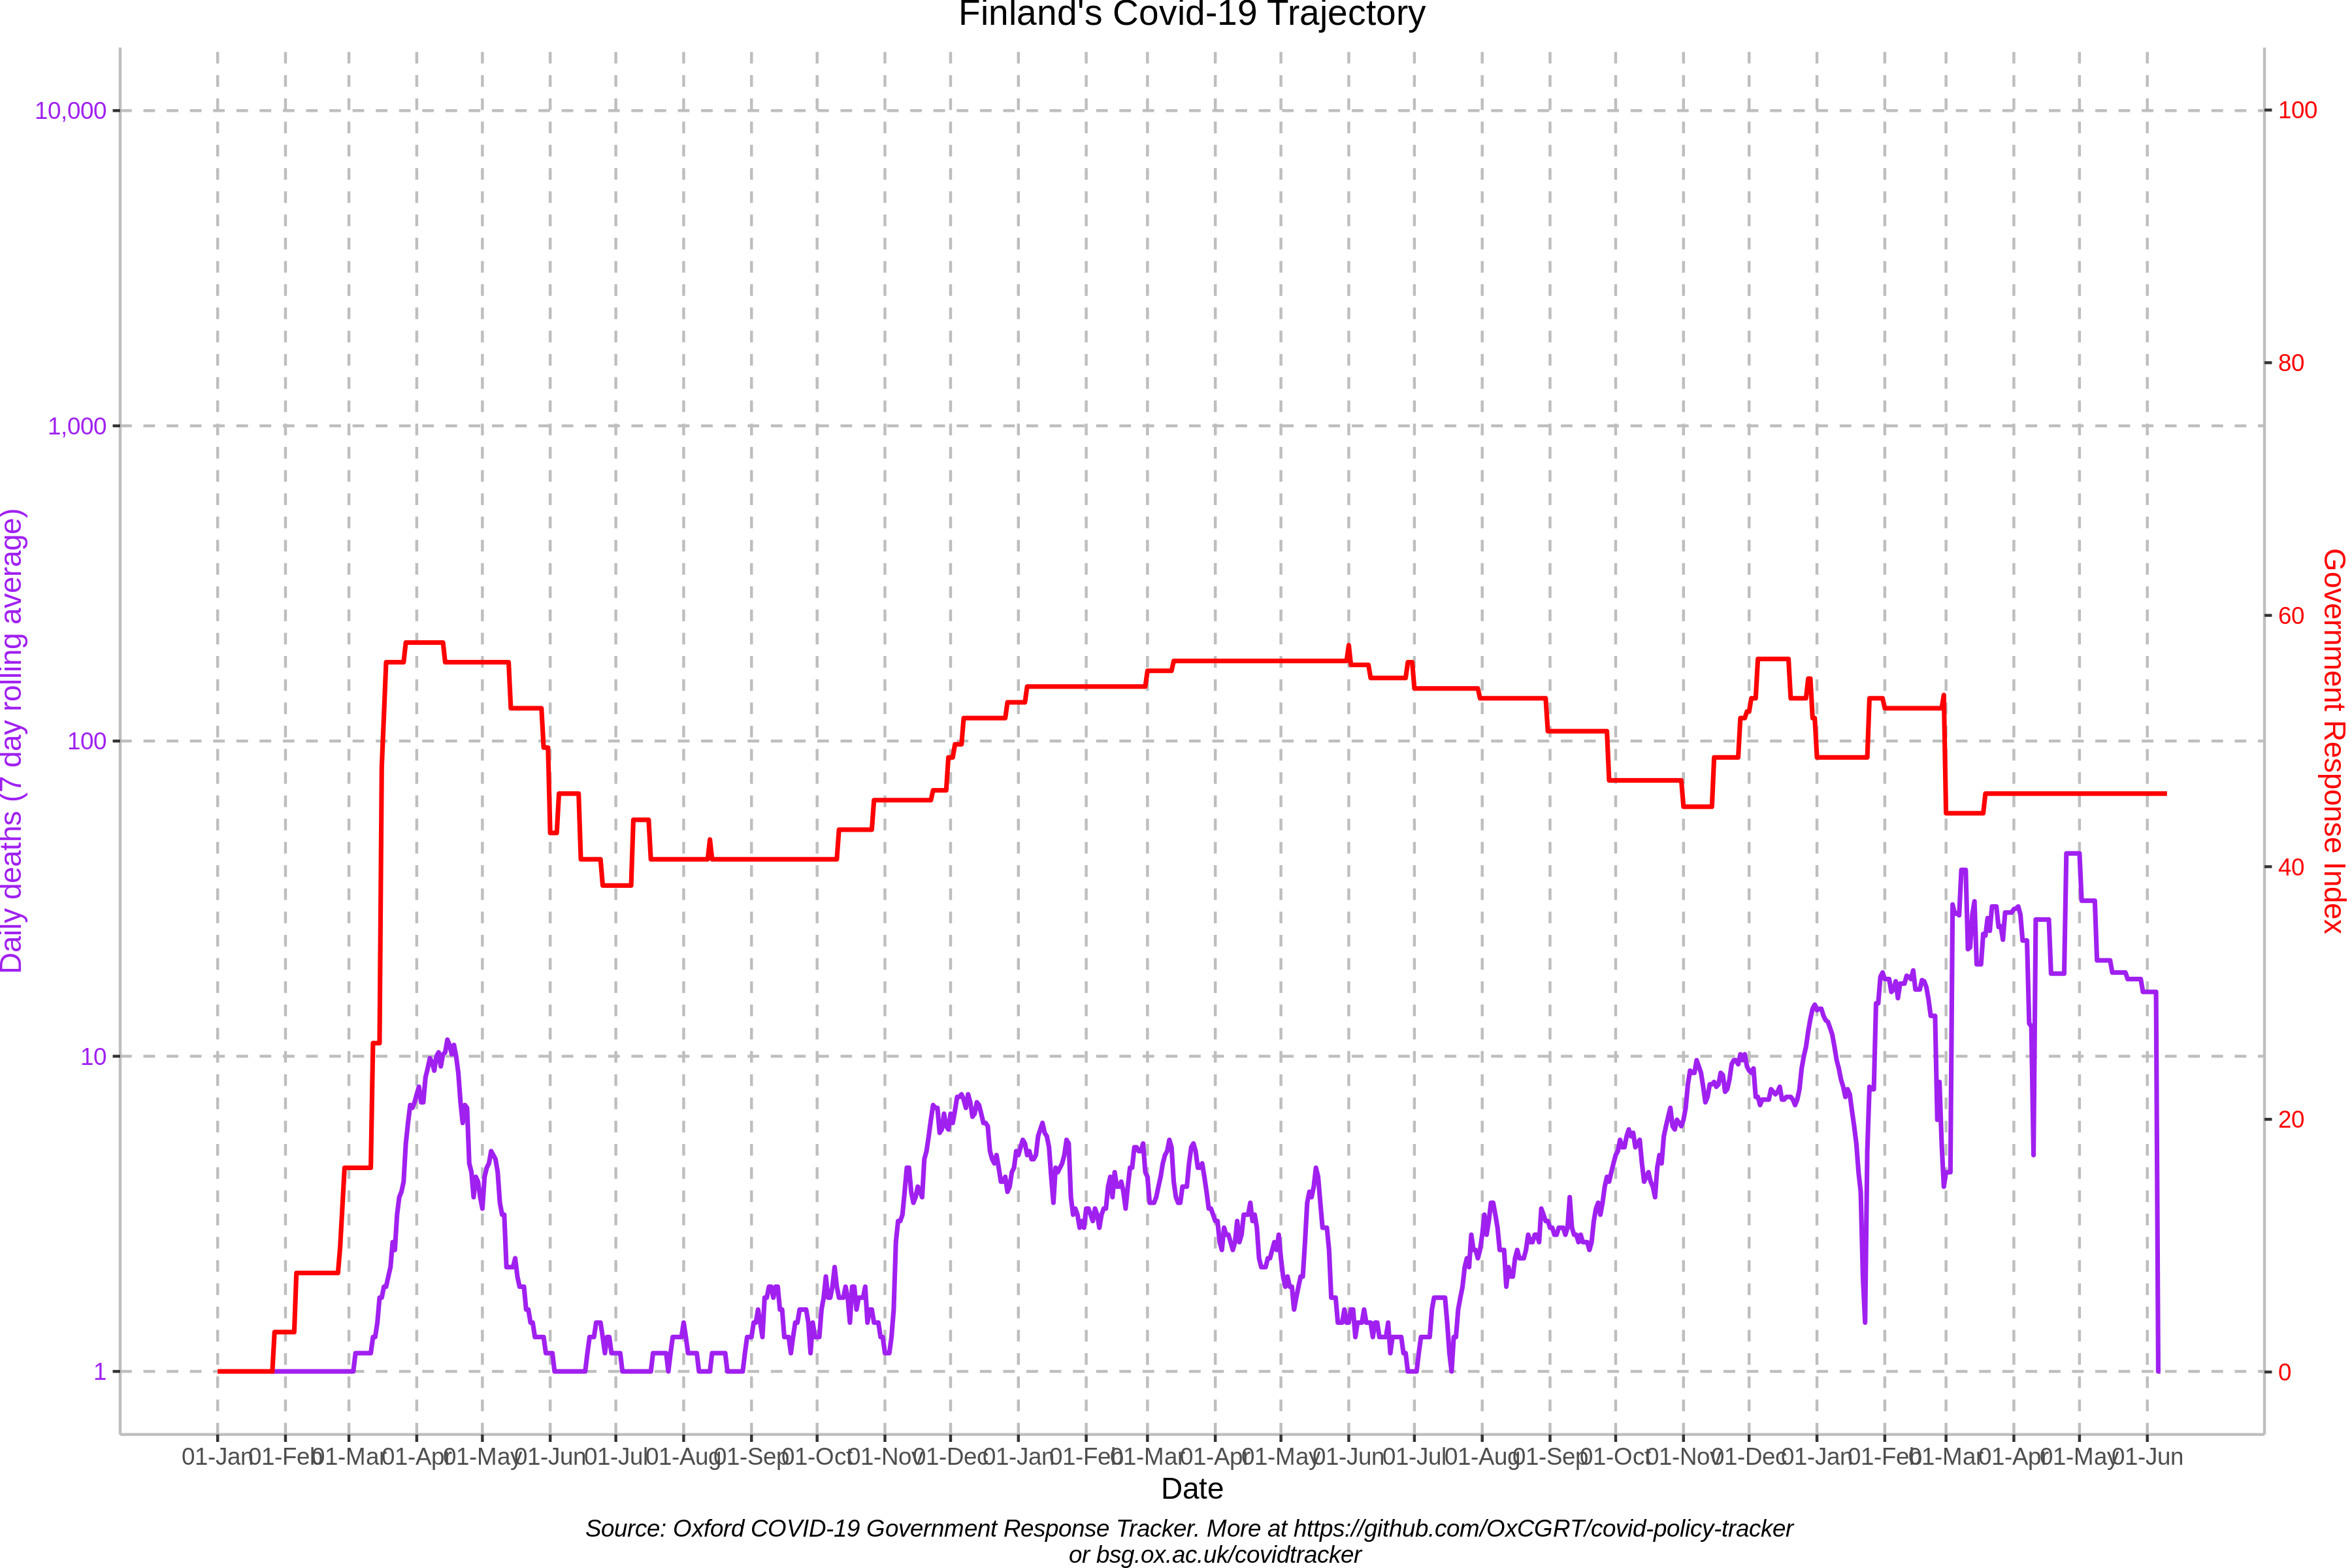 Finland's Covid-19 Trajectory
10,000
1,000
100
10
1
Daily deaths (7 day rolling average)
100
80
60
40
20
0
Government Response Index
01-Jan 01-Feb 01-Mar 01-Apr 01-May 01-Jun 01-Jul 01-Aug 01-Sep 01-Oct 01-Nov 01-Dec 01-Jan 01-Feb 01-Mar 01-Apr 01-May 01-Jun 01-Jul 01-Aug 01-Sep 01-Oct 01-Nov 01-Dec 01-Jan 01-Feb 01-Mar 01-Apr 01-May 01-Jun
Date
Source: Oxford COVID-19 Government Response Tracker. More at https://github.com/OxCGRT/covid-policy-tracker
or bsg.ox.ac.uk/covidtracker